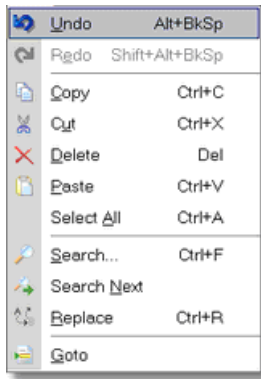 Undo Alt+BkSp
Redo Shift+Alt+BkSp
Copy Ctrl+C
Cut Ctrl+X
Delete Del
Paste Ctrl+V
Select All Ctrl+A
Search... Ctrl+F
Search Next
Replace Ctrl+R
Goto